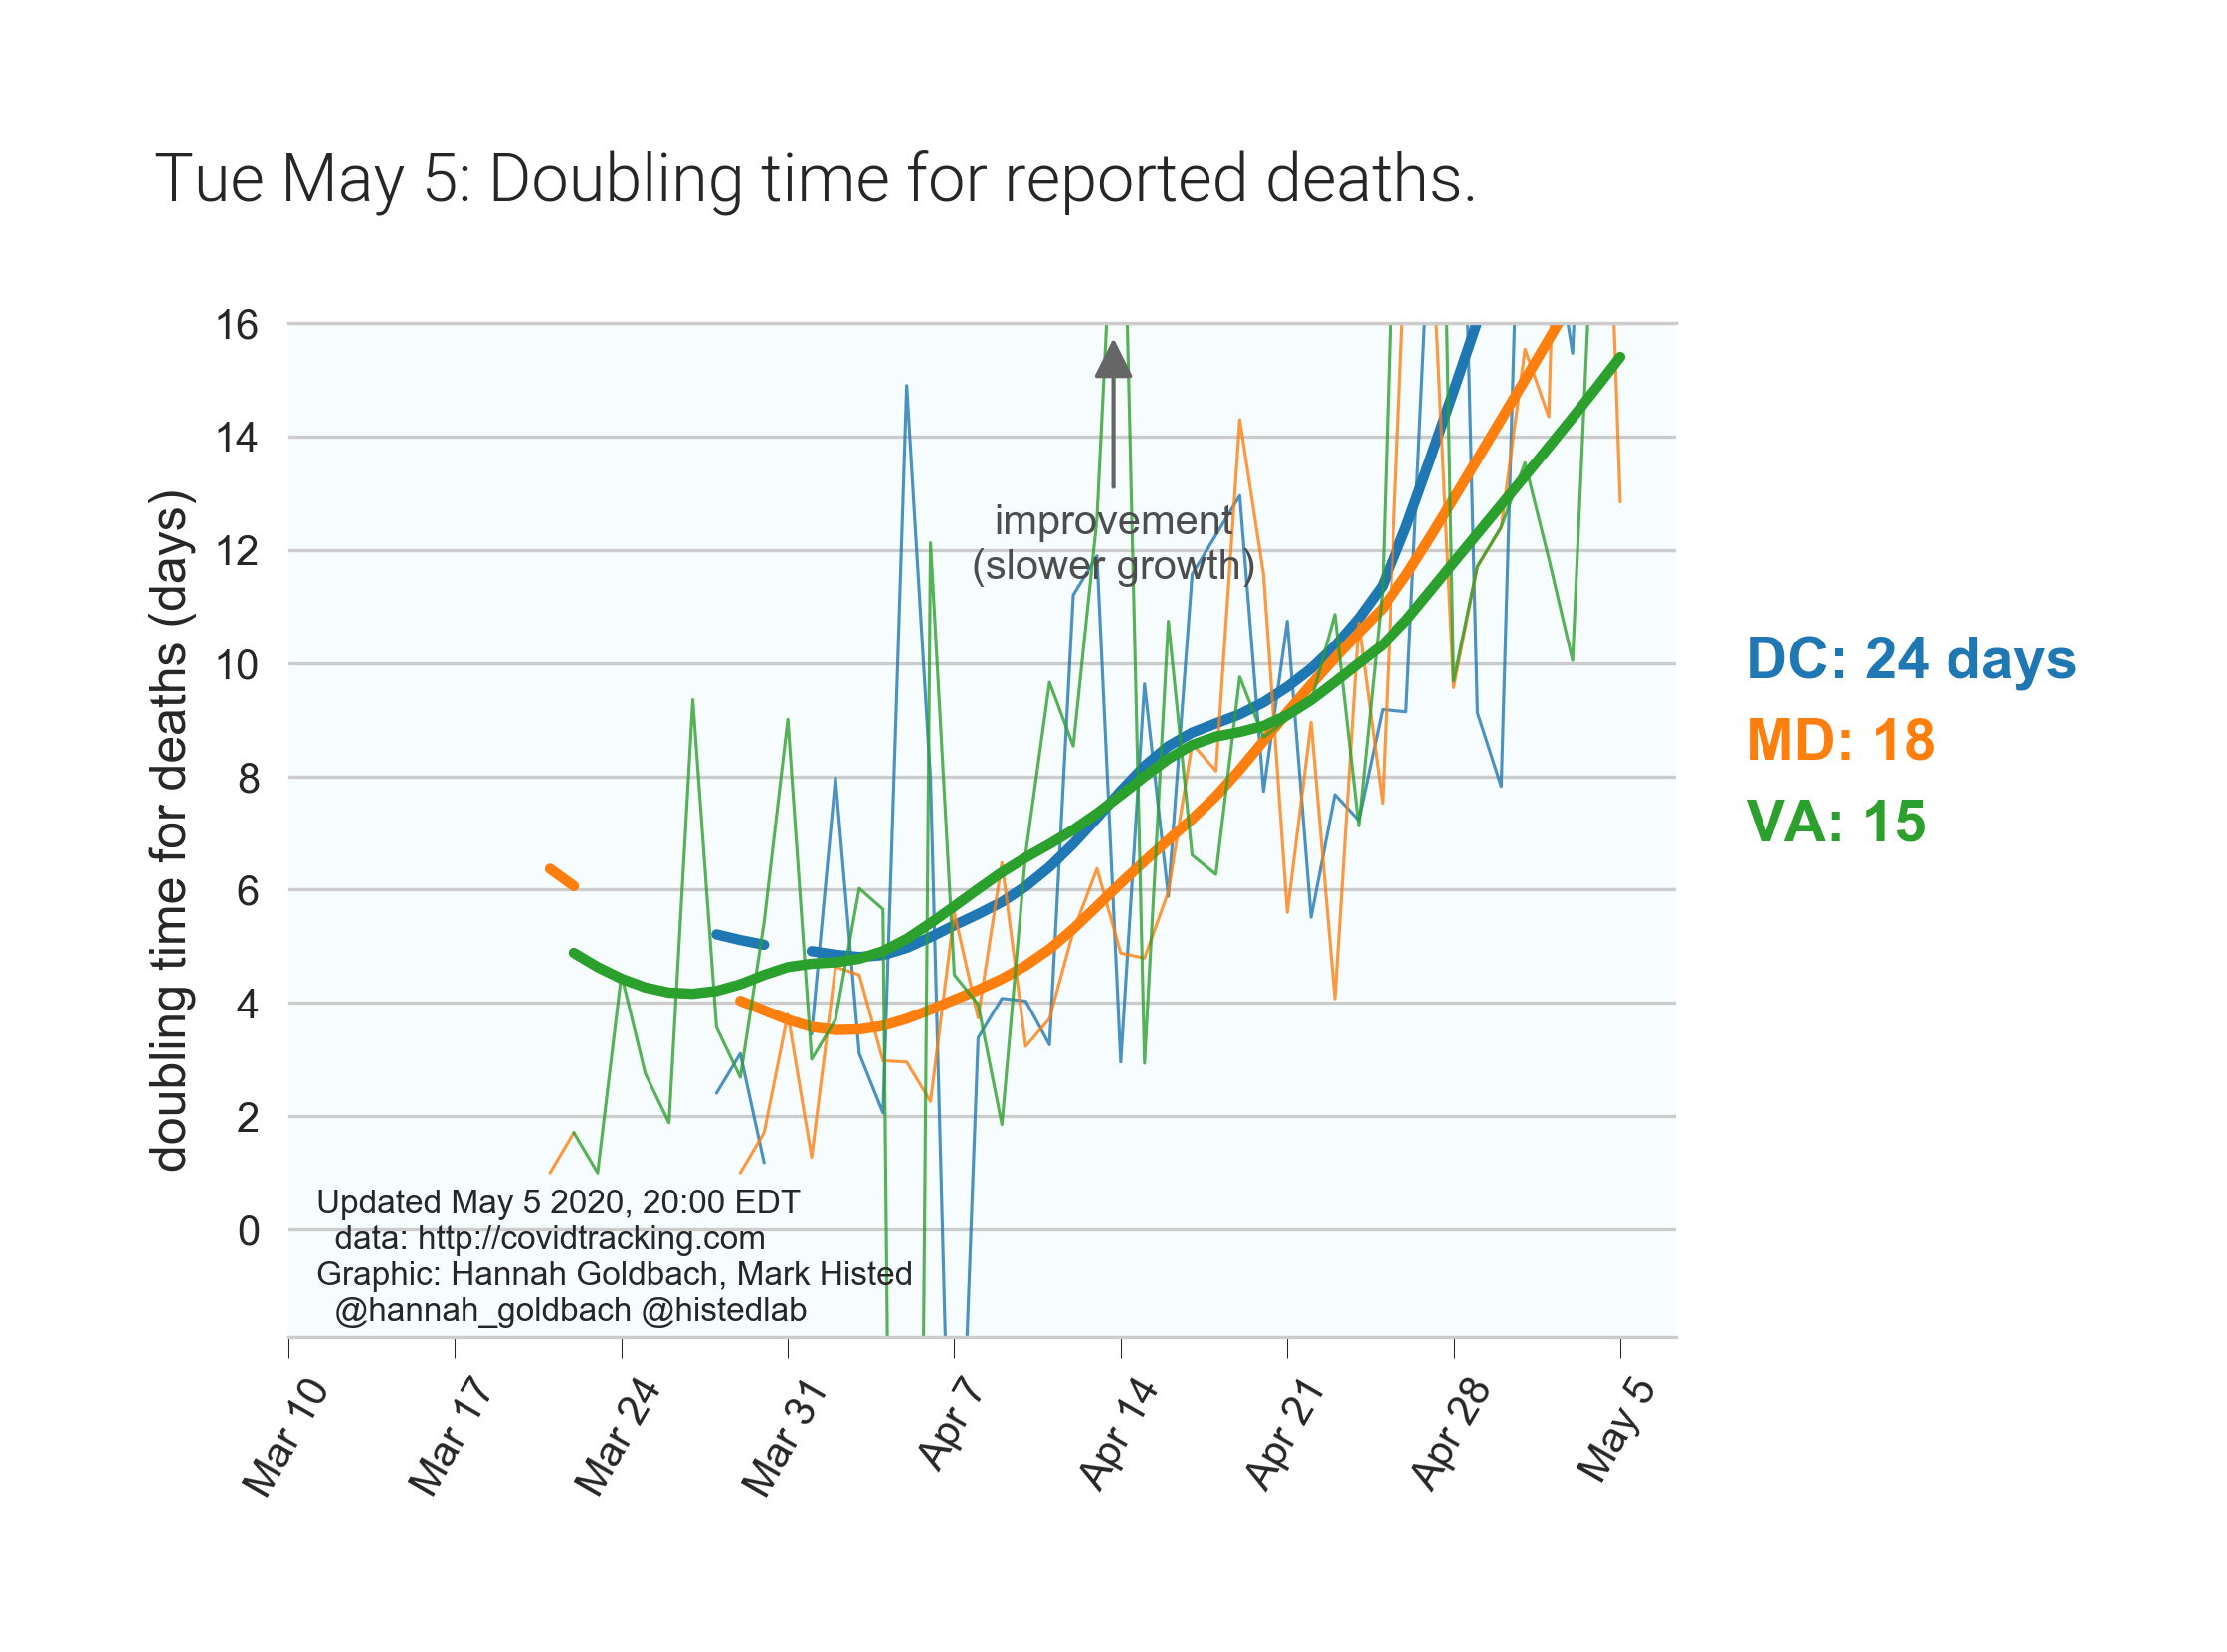 Tue May 5: Doubling time for reported deaths.
doubling time for deaths (days)
16
14
12
10
8
6
4
2
0
improvement
(slower growth)
DC: 24 days
MD: 18
VA: 15
Updated May 5 2020, 20:00 EDT
data: http://covidtracking.com
Graphic: Hannah Goldbach, Mark Histed
@hannah_goldbach @histedlab
Mar 10
Mar 17
Mar 24
Mar 31
Apr 7
Apr 14
Apr 21
Apr 28
May 5